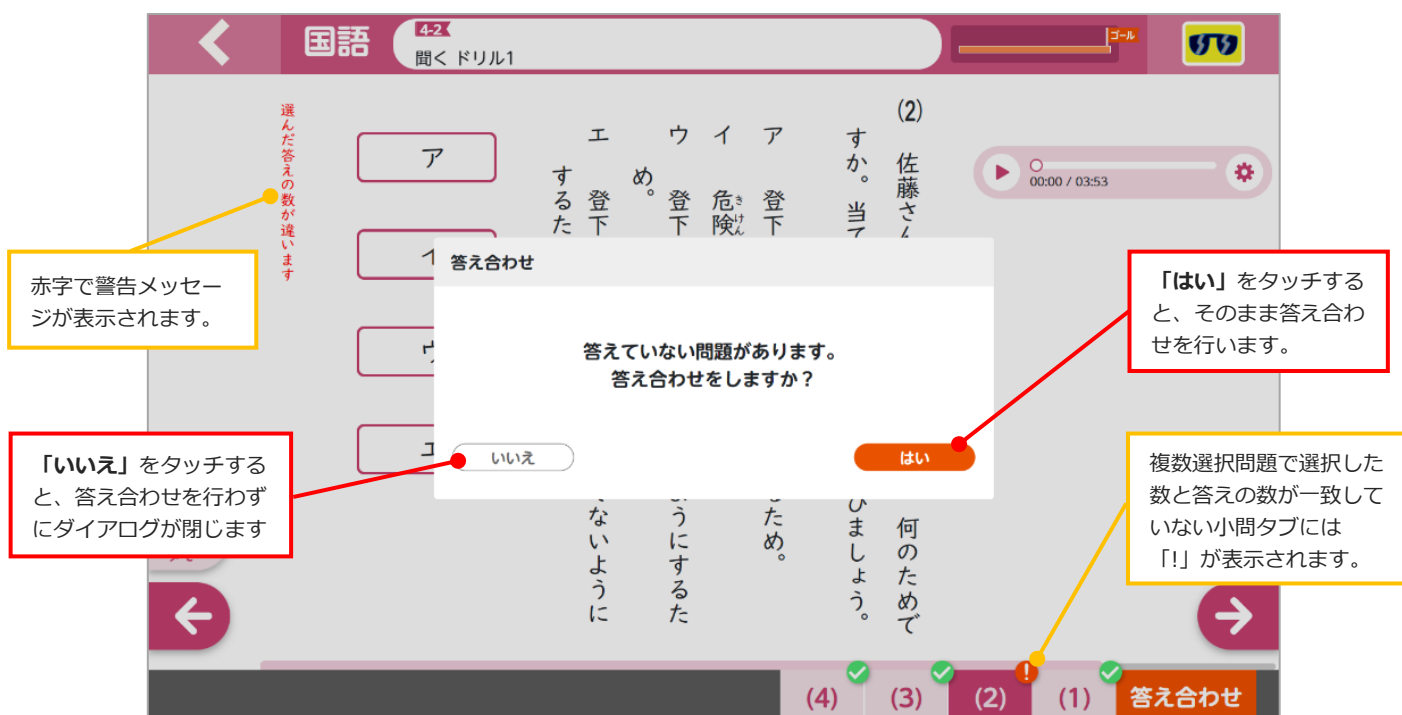 国語
4-2
聞く ドリル1
ゴール
00:00 / 03:53
(2) 佐藤さん
何のためで
すか。当て
びましょう。
ア 登下
るため。
イ 危険
きけん
ウ 登下
ようにするた
め。
エ 登下
でないように
するた
ア
イ
ウ
エ
選んだ答えの数が違います
答え合わせ
答えていない問題があります。
答え合わせをしますか？
いいえ
はい
赤字で警告メッセー
ジが表示されます。
「いいえ」をタッチする
と、答え合わせを行わず
にダイアログが閉じます
「はい」をタッチする
と、そのまま答え合わ
せを行います。
複数選択問題で選択した
数と答えの数が一致して
いない小問タブには
「!」が表示されます。
(4)
(3)
(2)
!
(1)
答え合わせ